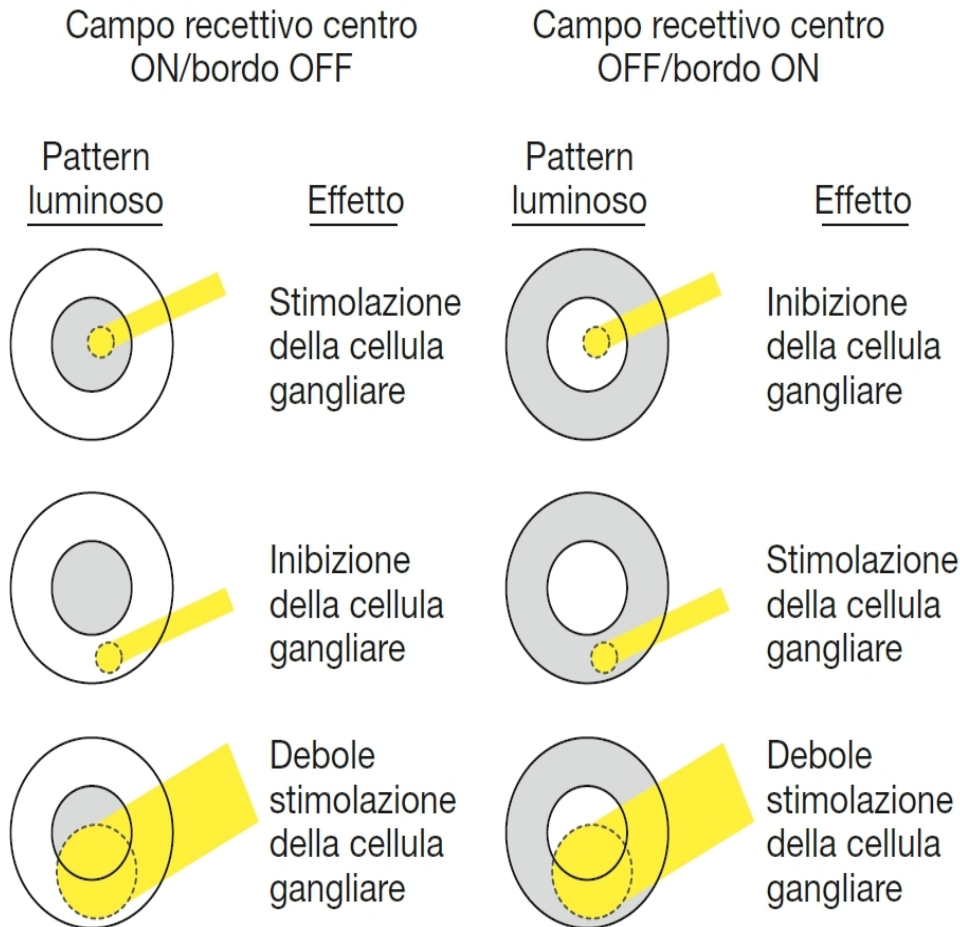 Campo recettivo centro
ON/bordo OFF
Campo recettivo centro
OFF/bordo ON
Pattern
luminoso
Effetto
Pattern
luminoso
Effetto
Stimolazione
della cellula
gangliare
Inibizione
della cellula
gangliare
Inibizione
della cellula
gangliare
Stimolazione
della cellula
gangliare
Debole
stimolazione
della cellula
gangliare
Debole
stimolazione
della cellula
gangliare